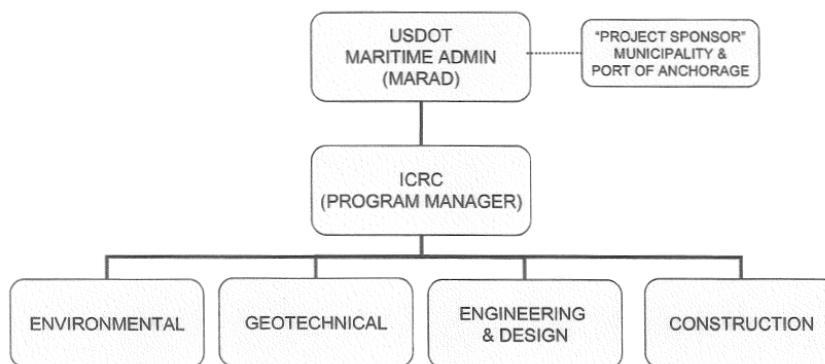 USDOT
MARITIME ADMIN
(MARAD)
"PROJECT SPONSOR"
MUNICIPALITY &
PORT OF ANCHORAGE
ICRC
(PROGRAM MANAGER)
ENVIRONMENTAL
GEOTECHNICAL
ENGINEERING
& DESIGN
CONSTRUCTION